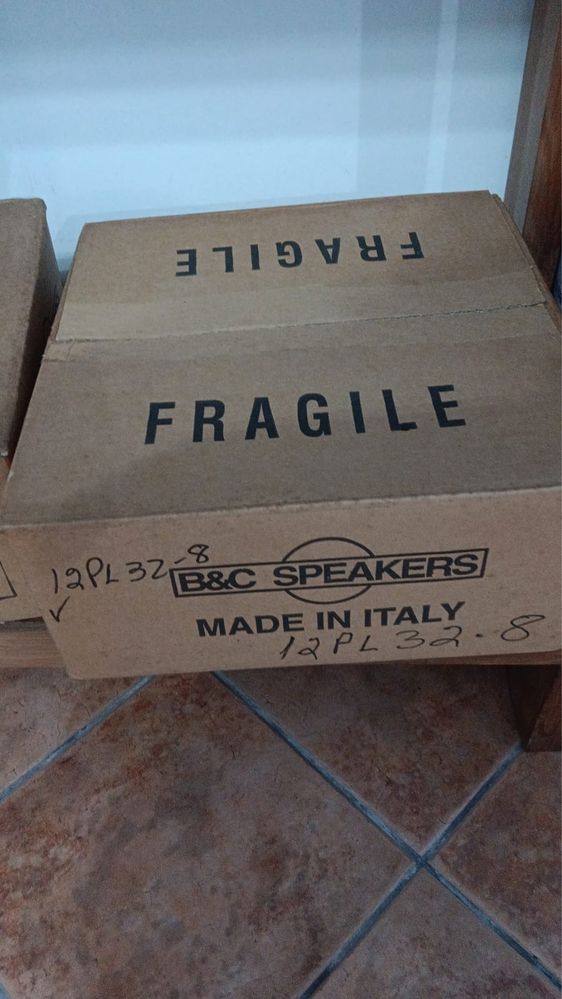 FRAGILE
FRAGILE
12PL32-8
B&C SPEAKERS
MADE IN ITALY
12PL32-8